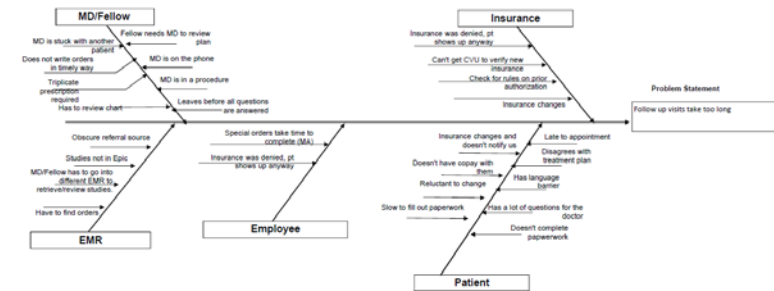 MD/Fellow
Insurance
Fellow needs MD to review
plan
MD is stuck with another
patient
Does not write orders
in timely way
MD is on the phone
Triplicate
prescription
required
MD is in a procedure
Has to review chart
Leaves before all questions
are answered
Insurance was denied, pt
shows up anyway
Can't get CVU to verify new
insurance
Check for rules on prior
authorization
Insurance changes
Problem Statement
Follow up visits take too long
Obscure referral source
Studies not in Epic
MD/Fellow has to go into
different EMR to
retrieve/review studies.
Have to find orders
EMR
Special orders take time to
complete (MA)
Insurance was denied, pt
shows up anyway
Employee
Insurance changes and
doesn't notify us
Late to appointment
Disagrees with
treatment plan
Doesn't have copay with
them
Has language
barrier
Reluctant to change
Slow to fill out paperwork
Has a lot of questions for the
doctor
Doesn't complete
papwerwork
Patient